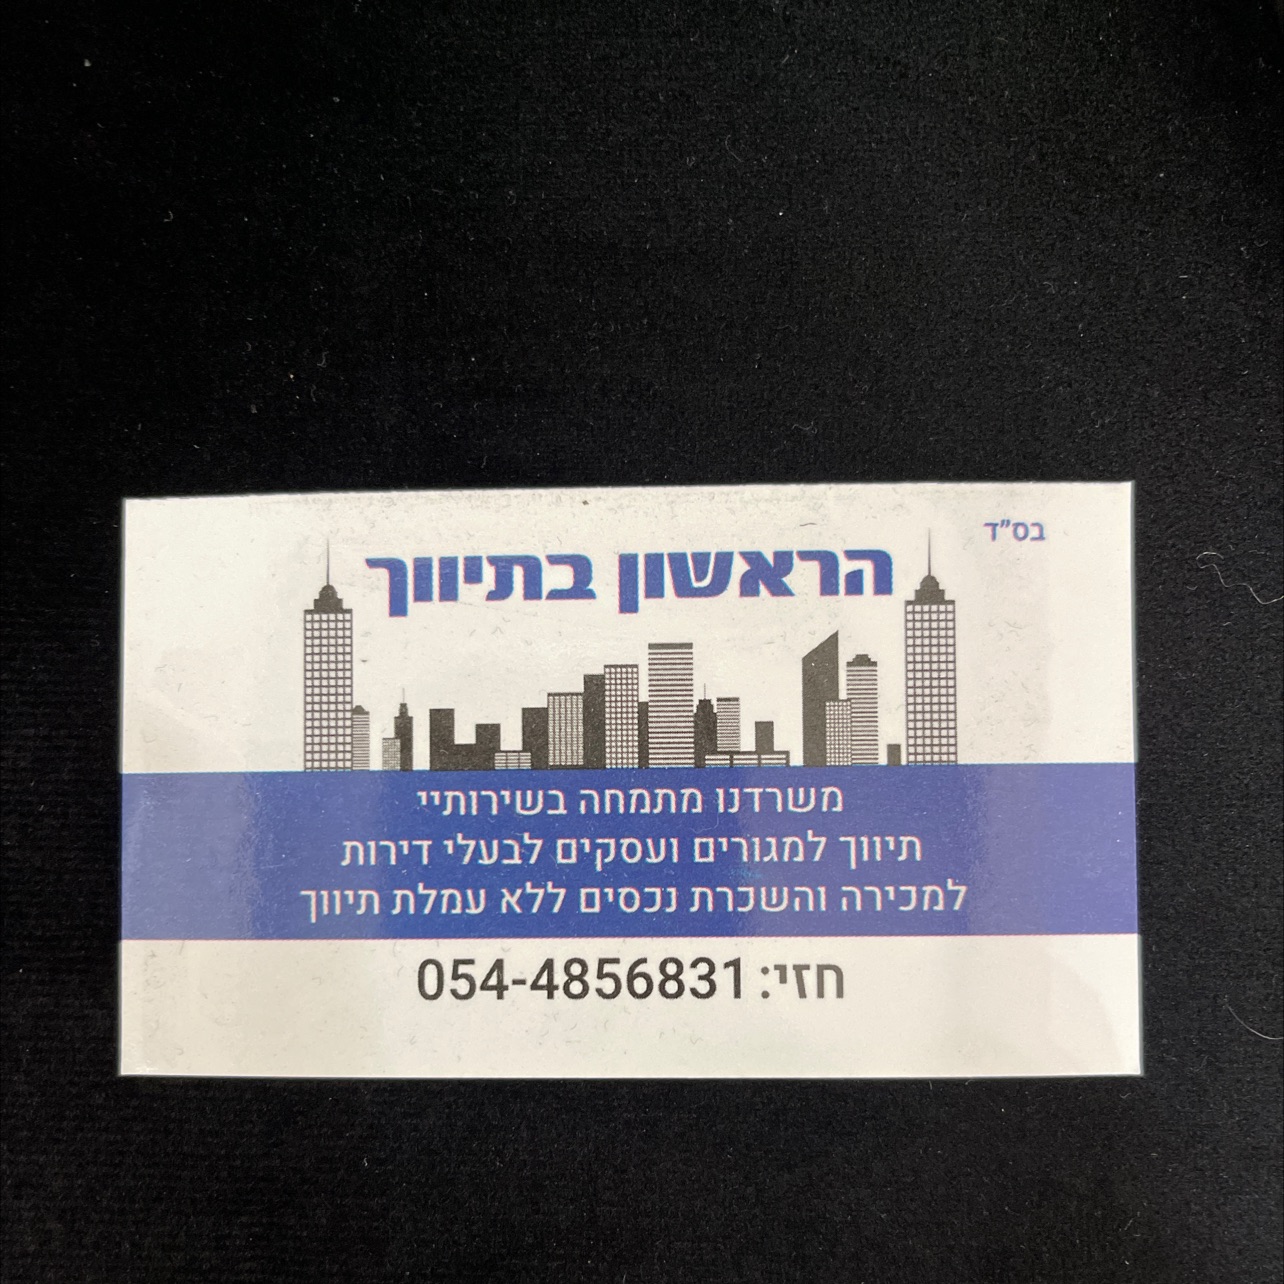 בס"ד
הראשון בתיווך
משרדנו מתמחה בשירותיי
תיווך למגורים ועסקים לבעלי דירות
למכירה והשכרת נכסים ללא עמלת תיווך
חזי: 054-4856831